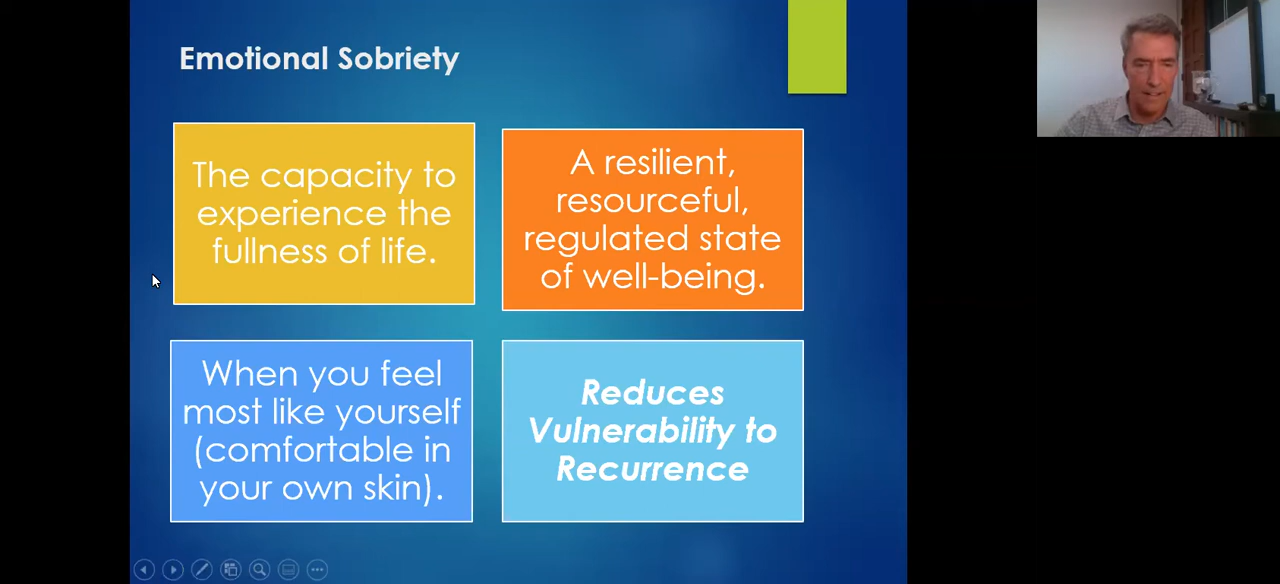 Emotional Sobriety
The capacity to
experience the
fullness of life.
A resilient,
resourceful,
regulated state
of well-being.
When you feel
most like yourself
(comfortable in
your own skin).
Reduces
Vulnerability to
Recurrence